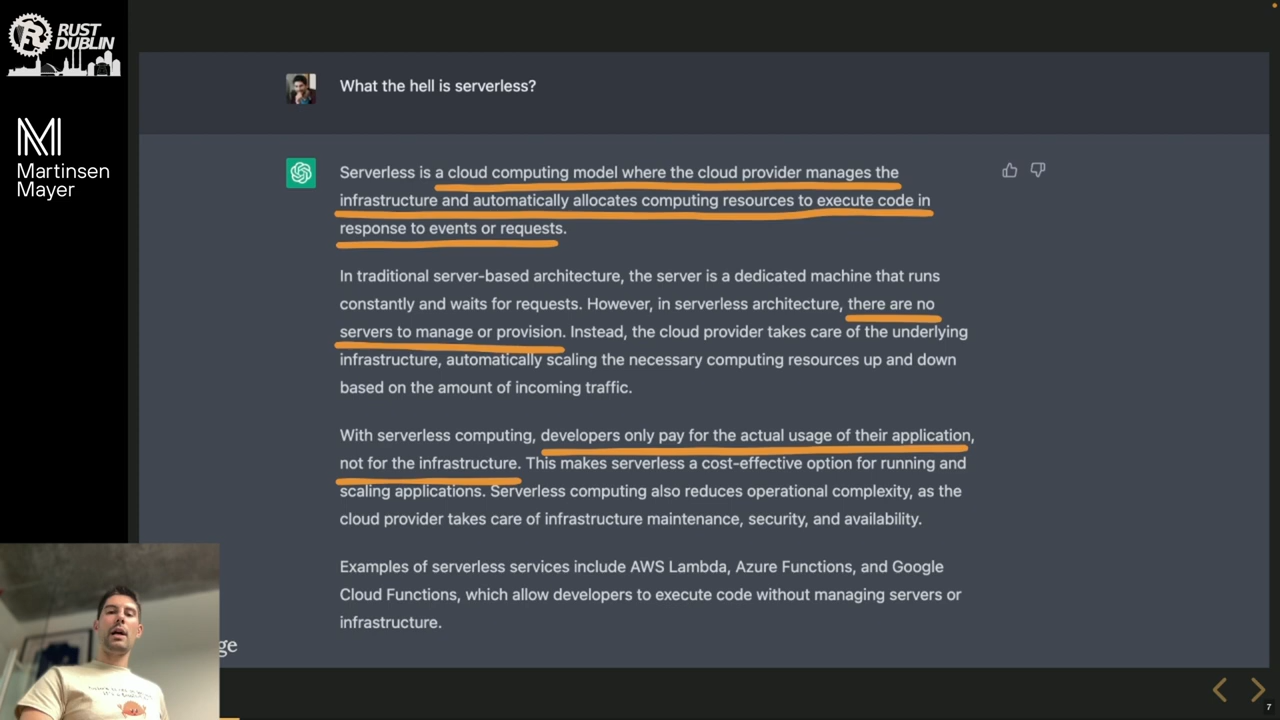 RUST
DUBLIN
Martinsen
Mayer
What the hell is serverless?
Serverless is a cloud computing model where the cloud provider manages the
infrastructure and automatically allocates computing resources to execute code in
response to events or requests.
In traditional server-based architecture, the server is a dedicated machine that runs
constantly and waits for requests. However, in serverless architecture, there are no
servers to manage or provision. Instead, the cloud provider takes care of the underlying
infrastructure, automatically scaling the necessary computing resources up and down
based on the amount of incoming traffic.
With serverless computing, developers only pay for the actual usage of their application,
not for the infrastructure. This makes serverless a cost-effective option for running and
scaling applications. Serverless computing also reduces operational complexity, as the
cloud provider takes care of infrastructure maintenance, security, and availability.
Examples of serverless services include AWS Lambda, Azure Functions, and Google
Cloud Functions, which allow developers to execute code without managing servers or
infrastructure.
ge
7